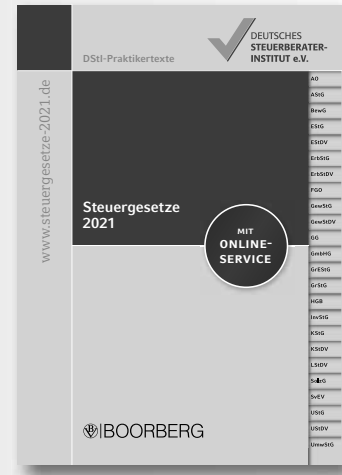 DStI-Praktikertexte
DEUTSCHES
STEUERBERATER-
INSTITUT e.V.
www.steuergesetze-2021.de
Steuergesetze
2021
MIT
ONLINE-
SERVICE
BOORBERG
AO
AStG
BewG
EStG
EStDV
ErbStG
ErbStDV
FGO
GewStG
GewStDV
GG
GmbHG
GrEStG
GrStG
HGB
InvStG
KStG
KStDV
LStDV
SolzG
SvEV
UStG
UStDV
UmwStG